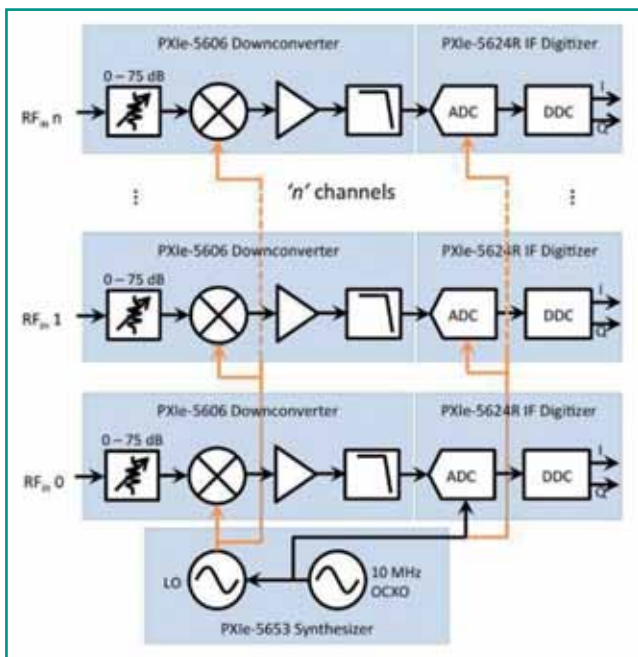 PXIe-5606 Downconverter
PXIe-5624R IF Digitizer
0 – 75 dB
RFin n
ADC
DDC
I
Q
⋮
'n' channels
⋮
PXIe-5606 Downconverter
PXIe-5624R IF Digitizer
0 – 75 dB
RFin 1
ADC
DDC
I
Q
PXIe-5606 Downconverter
PXIe-5624R IF Digitizer
0 – 75 dB
RFin 0
ADC
DDC
I
Q
LO
10 MHz
OCXO
PXIe-5653 Synthesizer